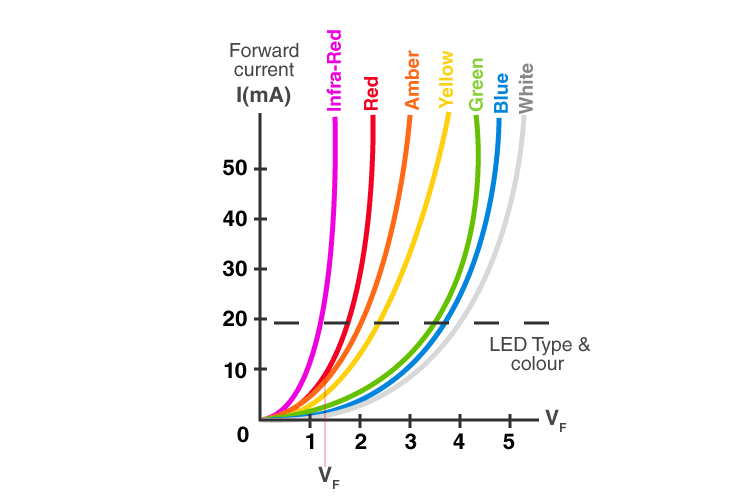 Forward
current
I(mA)
Infra-Red
Red
Amber
Yellow
Green
Blue
White
50
40
30
20
10
0
LED Type &
colour
1 2 3 4 5
VF
VF